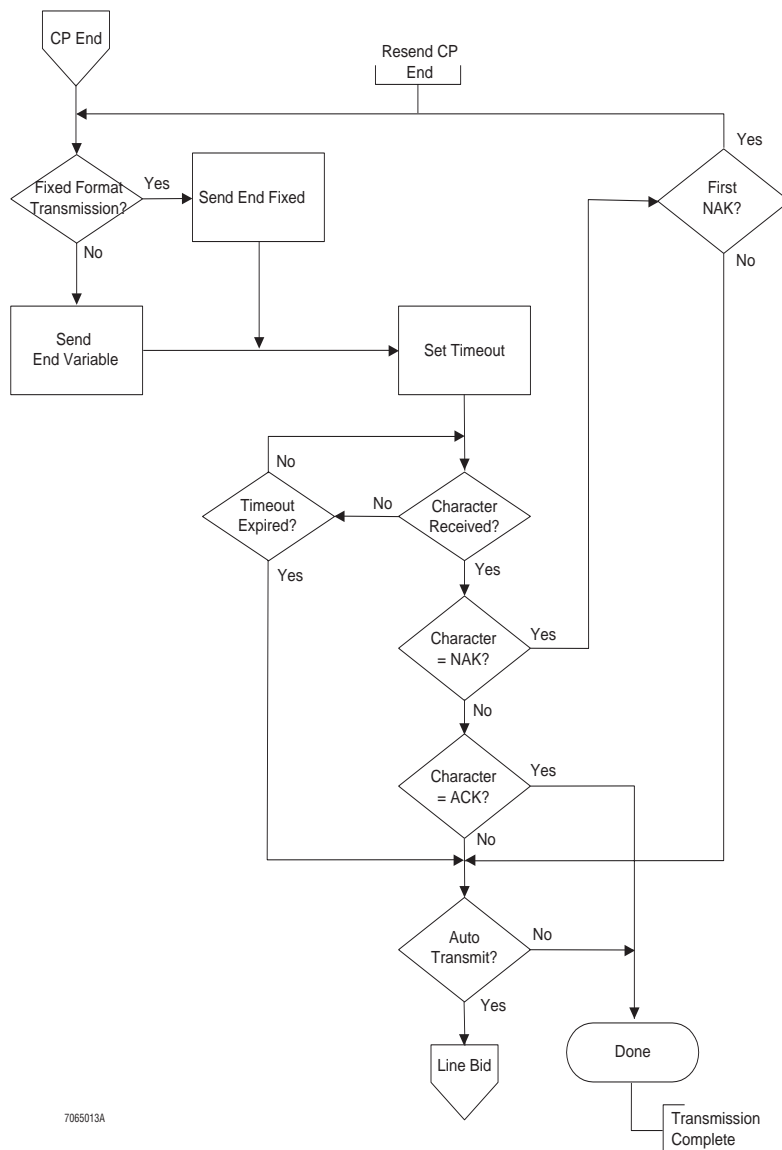 CP End
Resend CP
End
Yes
Fixed Format
Transmission?
Yes
Send End Fixed
First
NAK?
No
No
Send
End Variable
Set Timeout
No
Timeout
Expired?
No
Character
Received?
Yes
Yes
Character
= NAK?
Yes
No
Character
= ACK?
Yes
No
Auto
Transmit?
No
Yes
Line Bid
Done
7065013A
Transmission
Complete